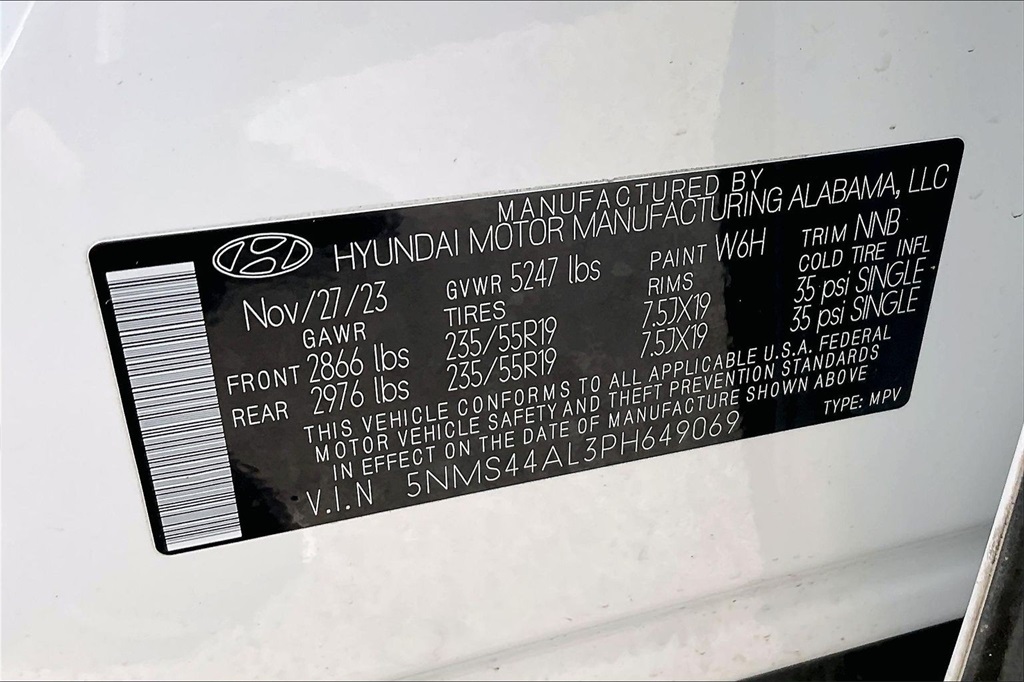 MANUFACTURED BY
HYUNDAI MOTOR MANUFACTURING ALABAMA, LLC
Nov/27/23 GVWR 5247 lbs PAINT W6H TRIM NNB
GAWR TIRES RIMS COLD TIRE INFL
FRONT 2866 lbs 235/55R19 7.5JX19 35 psi SINGLE
REAR 2976 lbs 235/55R19 7.5JX19 35 psi SINGLE
THIS VEHICLE CONFORMS TO ALL APPLICABLE U.S.A. FEDERAL
MOTOR VEHICLE SAFETY AND THEFT PREVENTION STANDARDS
IN EFFECT ON THE DATE OF MANUFACTURE SHOWN ABOVE
V.I.N 5NMS44AL3PH649069 TYPE: MPV